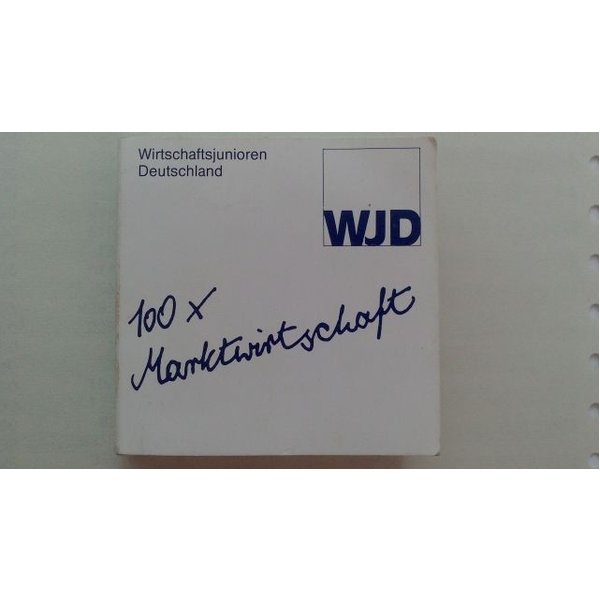 Wirtschaftsjunioren
Deutschland
WJD
100 x
Marktwirtschaft